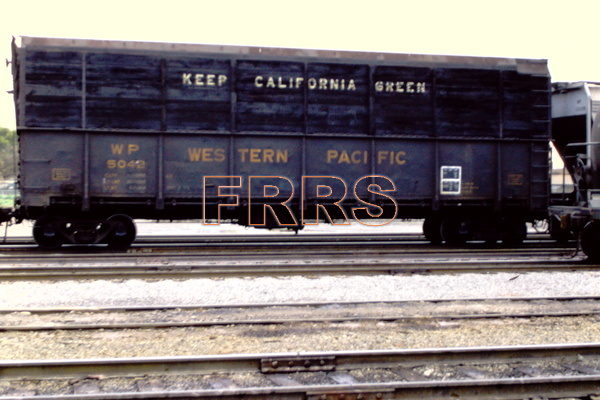 KEEP CALIFORNIA GREEN
WP
5042
WESTERN PACIFIC
FRRS